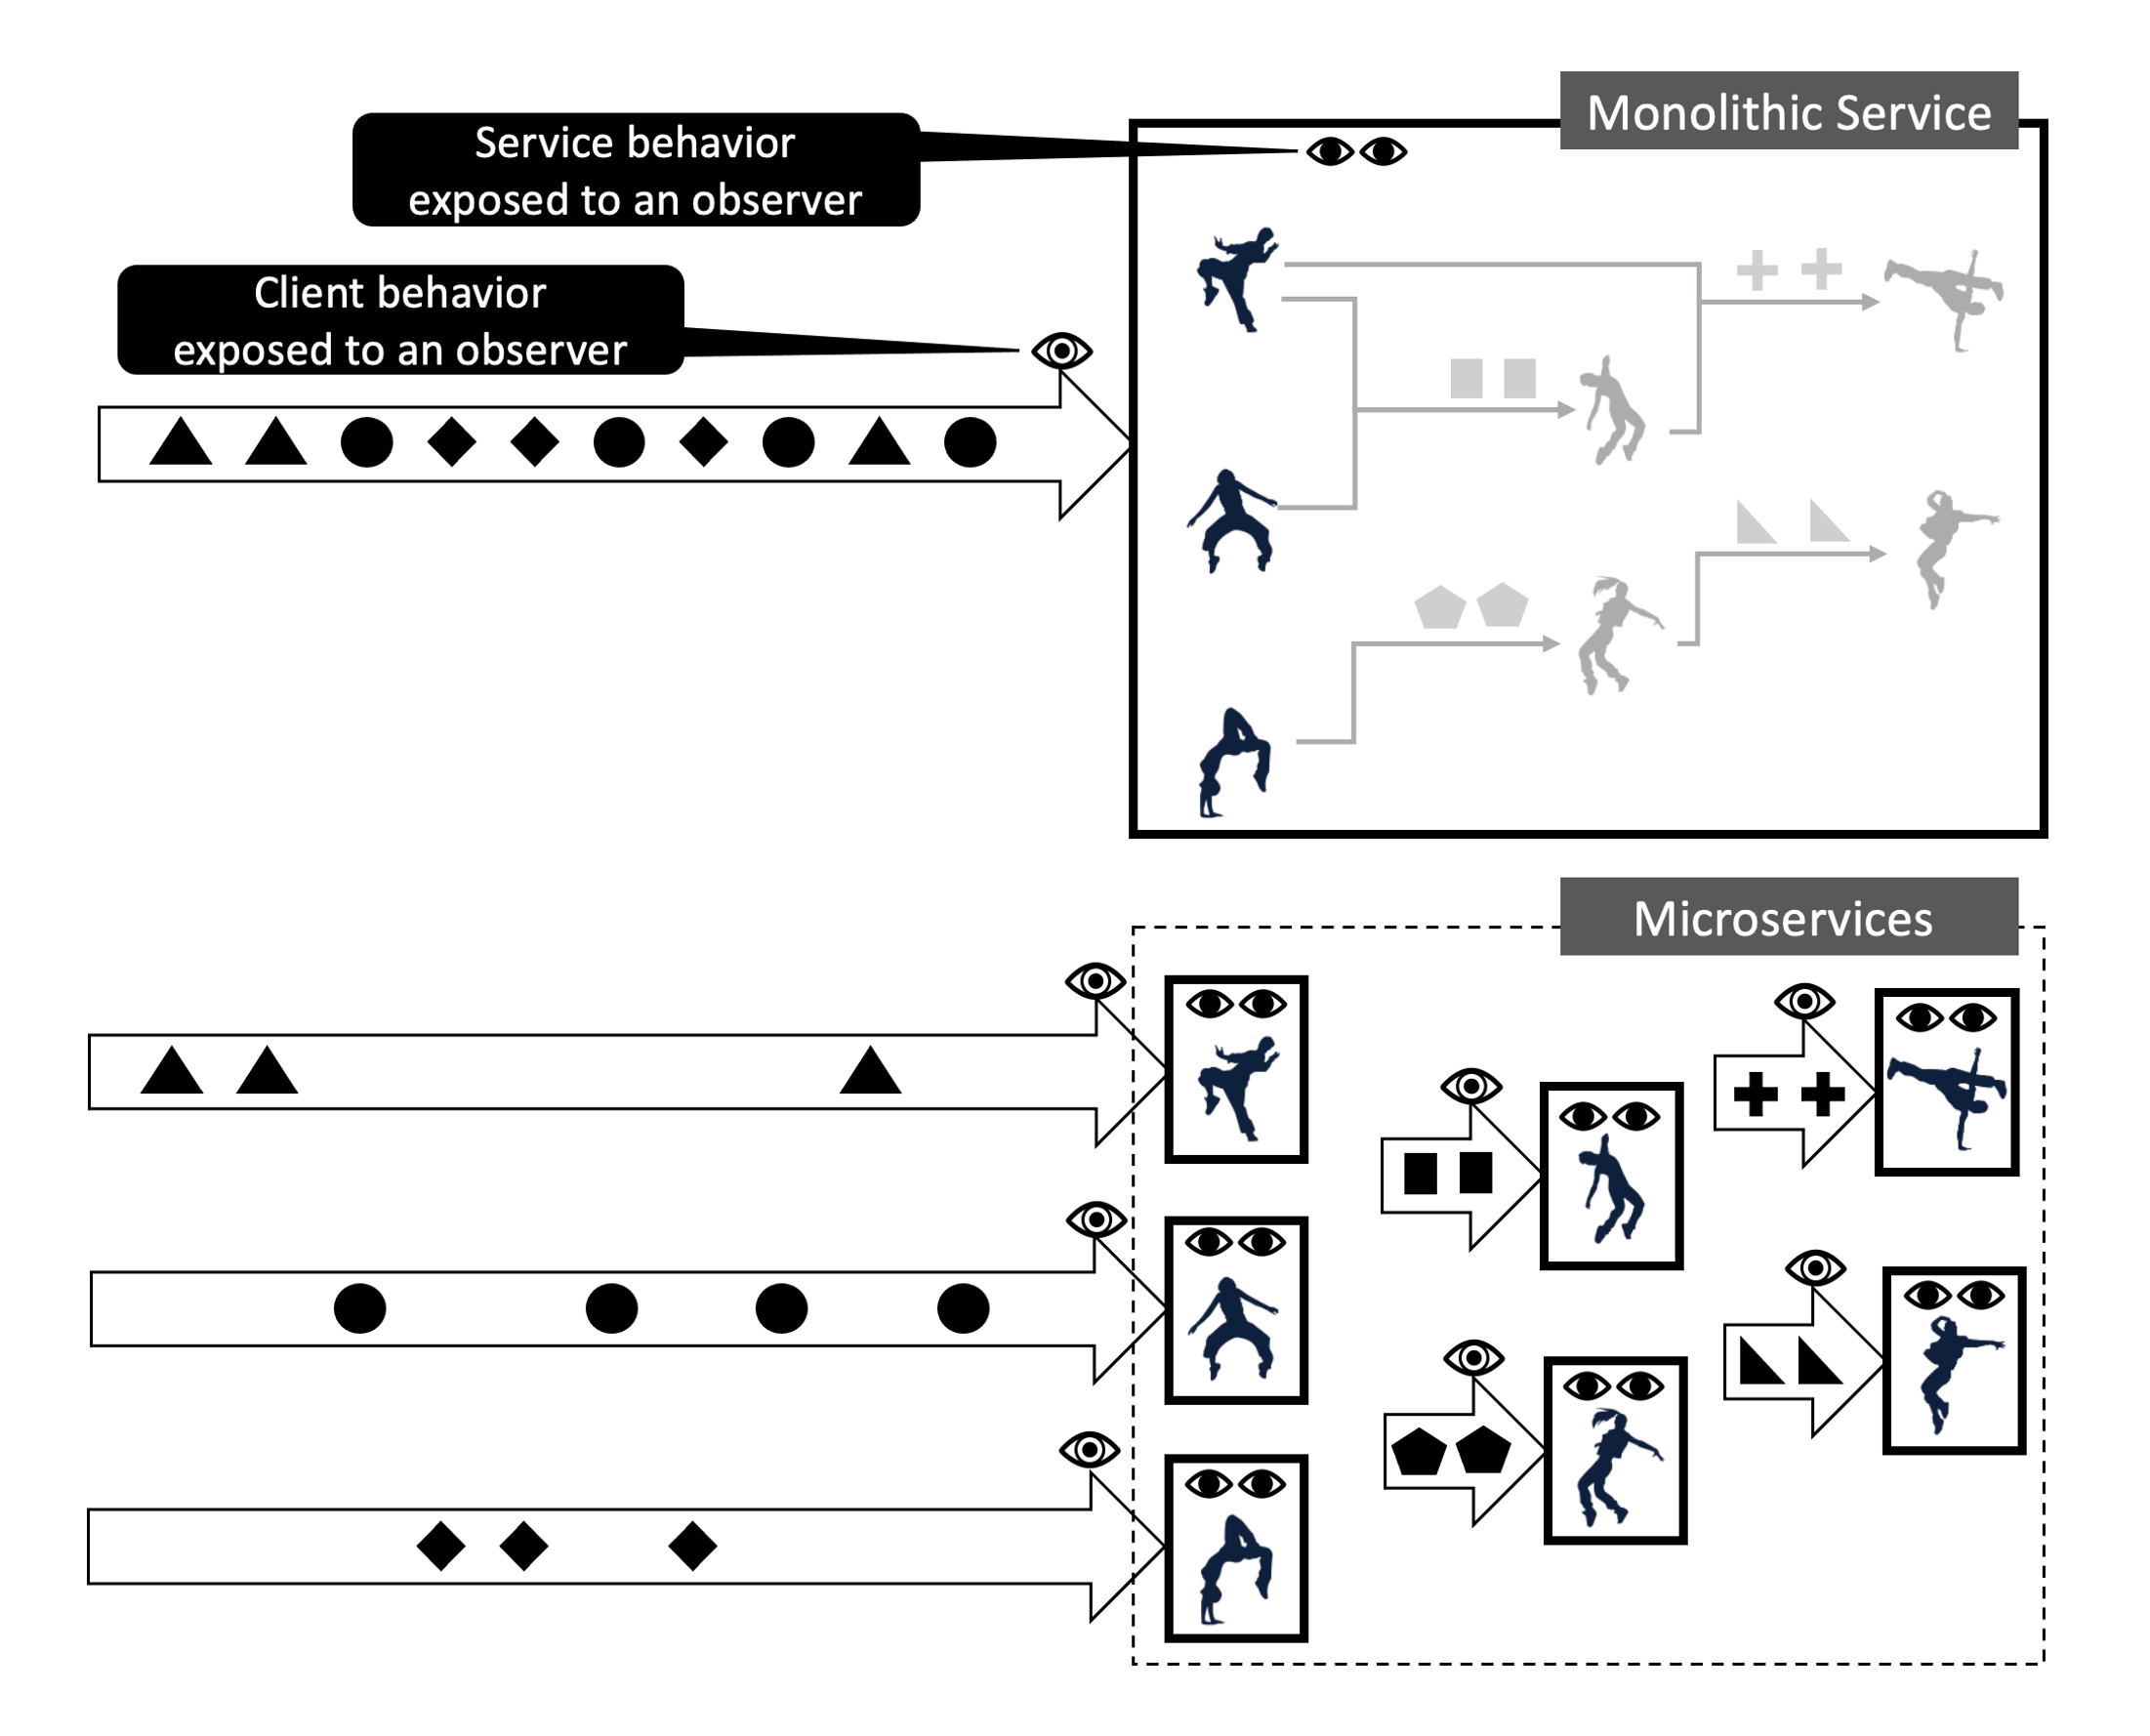 Monolithic Service
Service behavior
exposed to an observer
Client behavior
exposed to an observer
Microservices